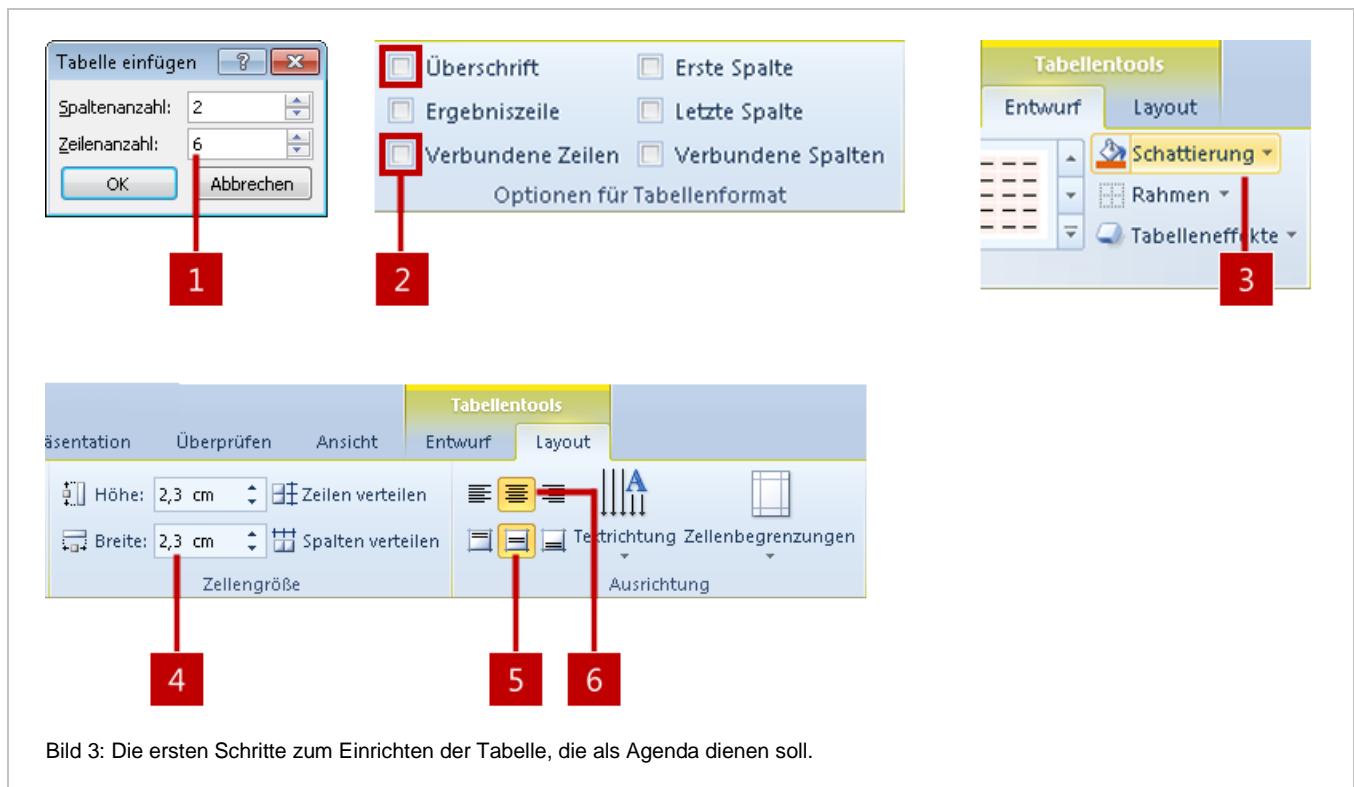 Tabelle einfügen
Spaltenanzahl: 2
Zeilenanzahl: 6
OK Abbrechen
1
Überschrift Erste Spalte
Ergebniszeile Letzte Spalte
Verbundene Zeilen Verbundene Spalten
Optionen für Tabellenformat
2
Tabellentools
Entwurf Layout
Schattierung
Rahmen
Tabelleneffekte
3
Tabellentools
äsentation Überprüfen Ansicht Entwurf Layout
Höhe: 2,3 cm Zeilen verteilen
Breite: 2,3 cm Spalten verteilen Textrichtung Zellenbegrenzungen
Zellengröße Ausrichtung
4 5 6
Bild 3: Die ersten Schritte zum Einrichten der Tabelle, die als Agenda dienen soll.